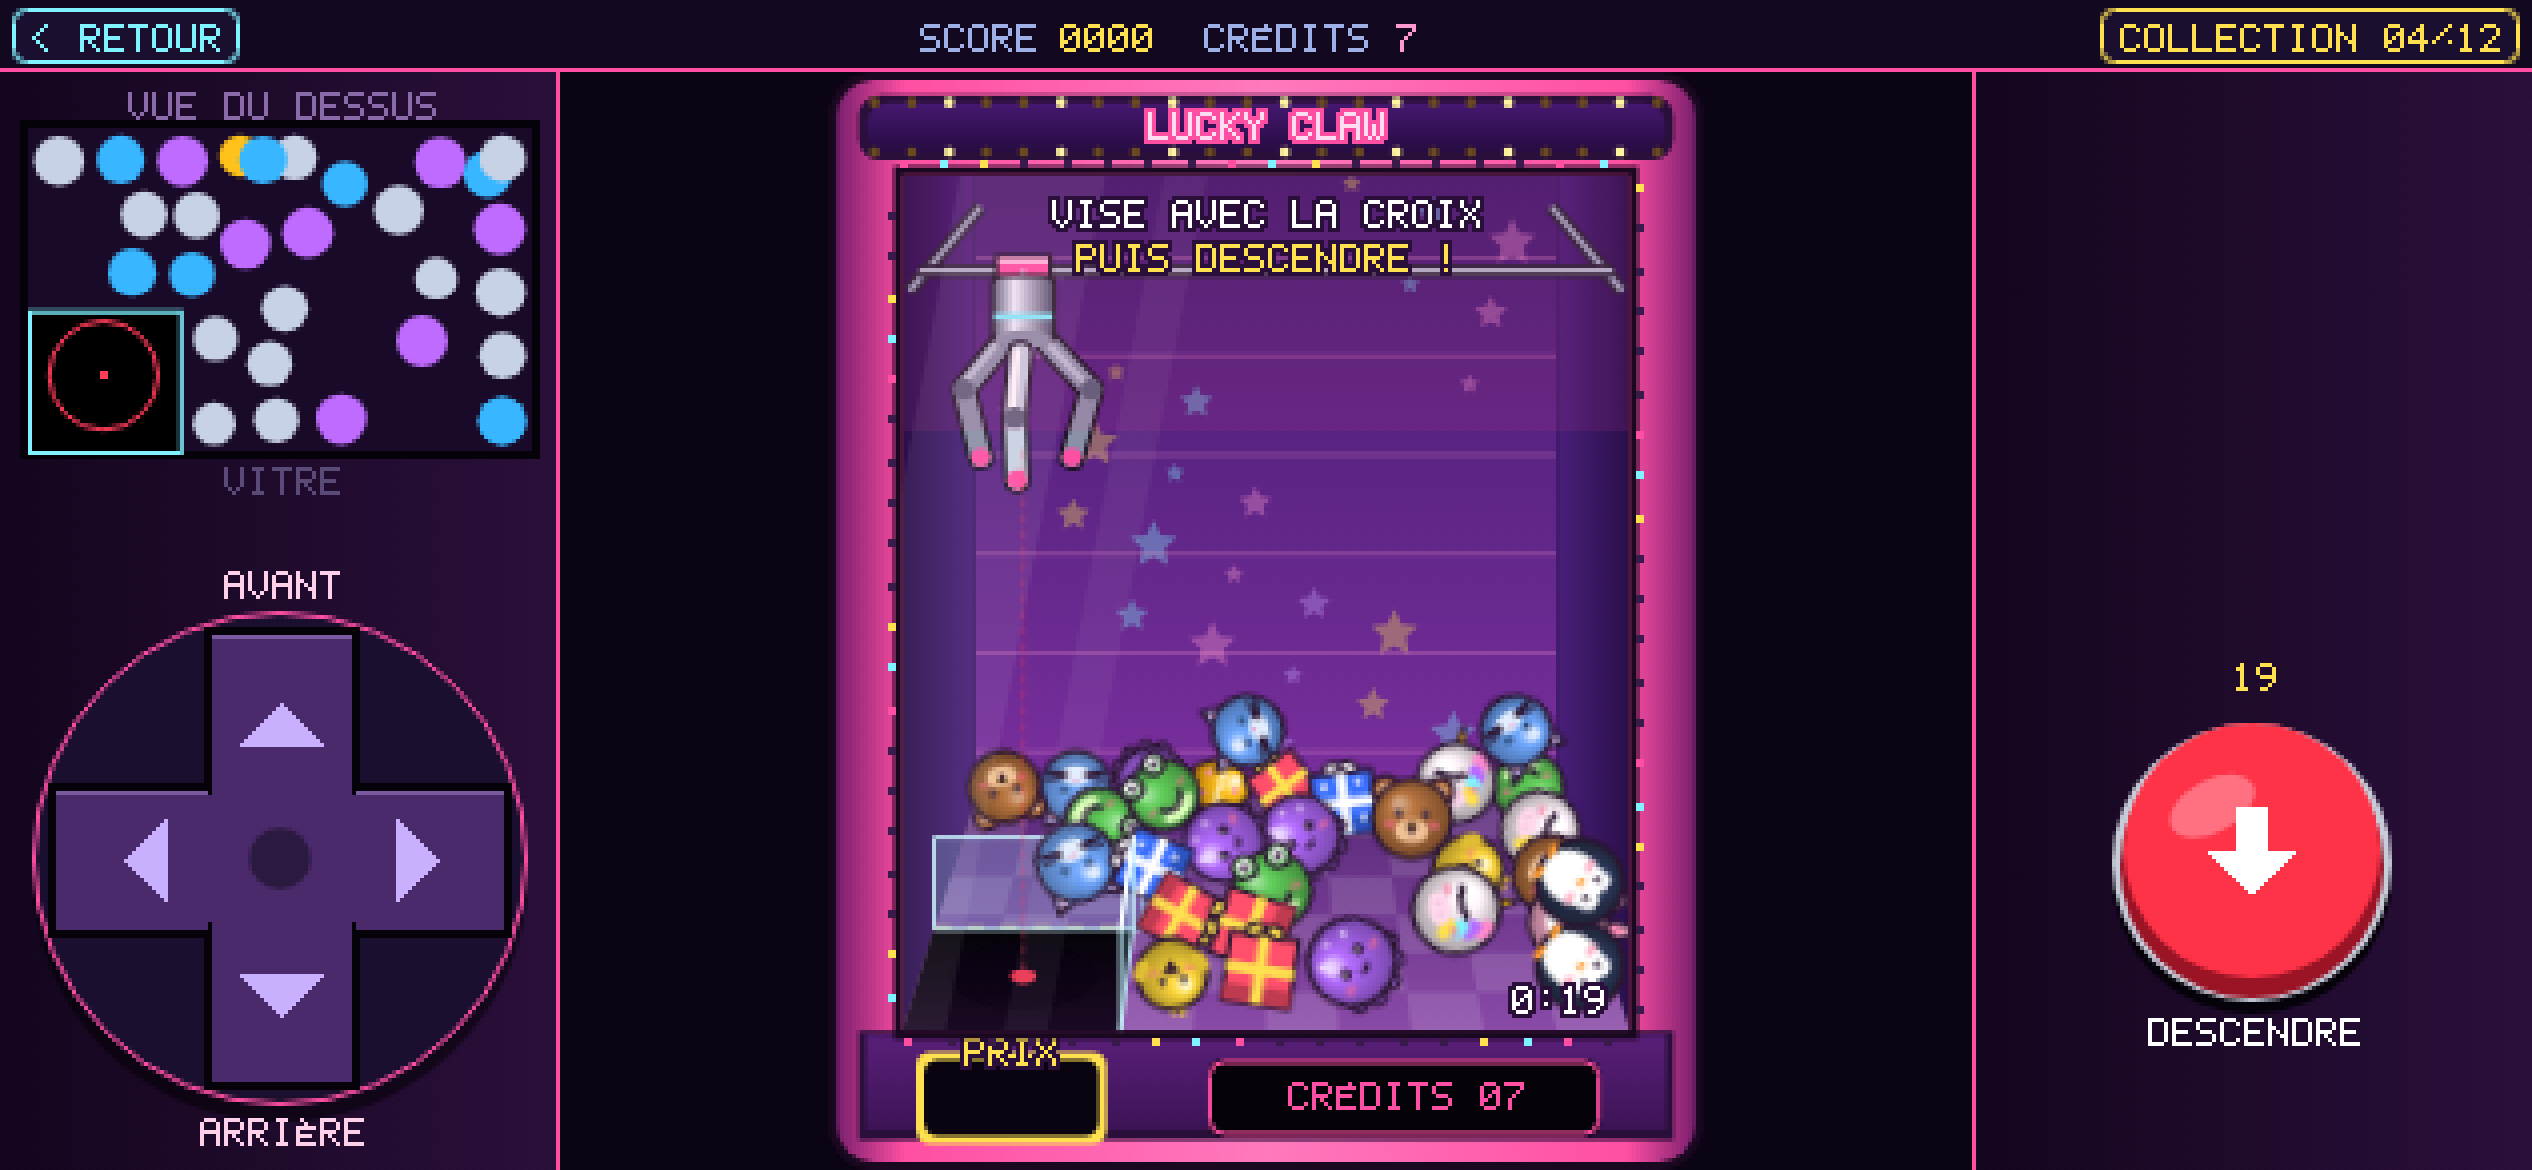 < RETOUR
SCORE 0000 CRÉDITS 7
COLLECTION 04/12
VUE DU DESSUS
VITRE
AVANT
ARRIÈRE
LUCKY CLAW
VISE AVEC LA CROIX
PUIS DESCENDRE !
0:19
PRIX
CRÉDITS 07
19
DESCENDRE